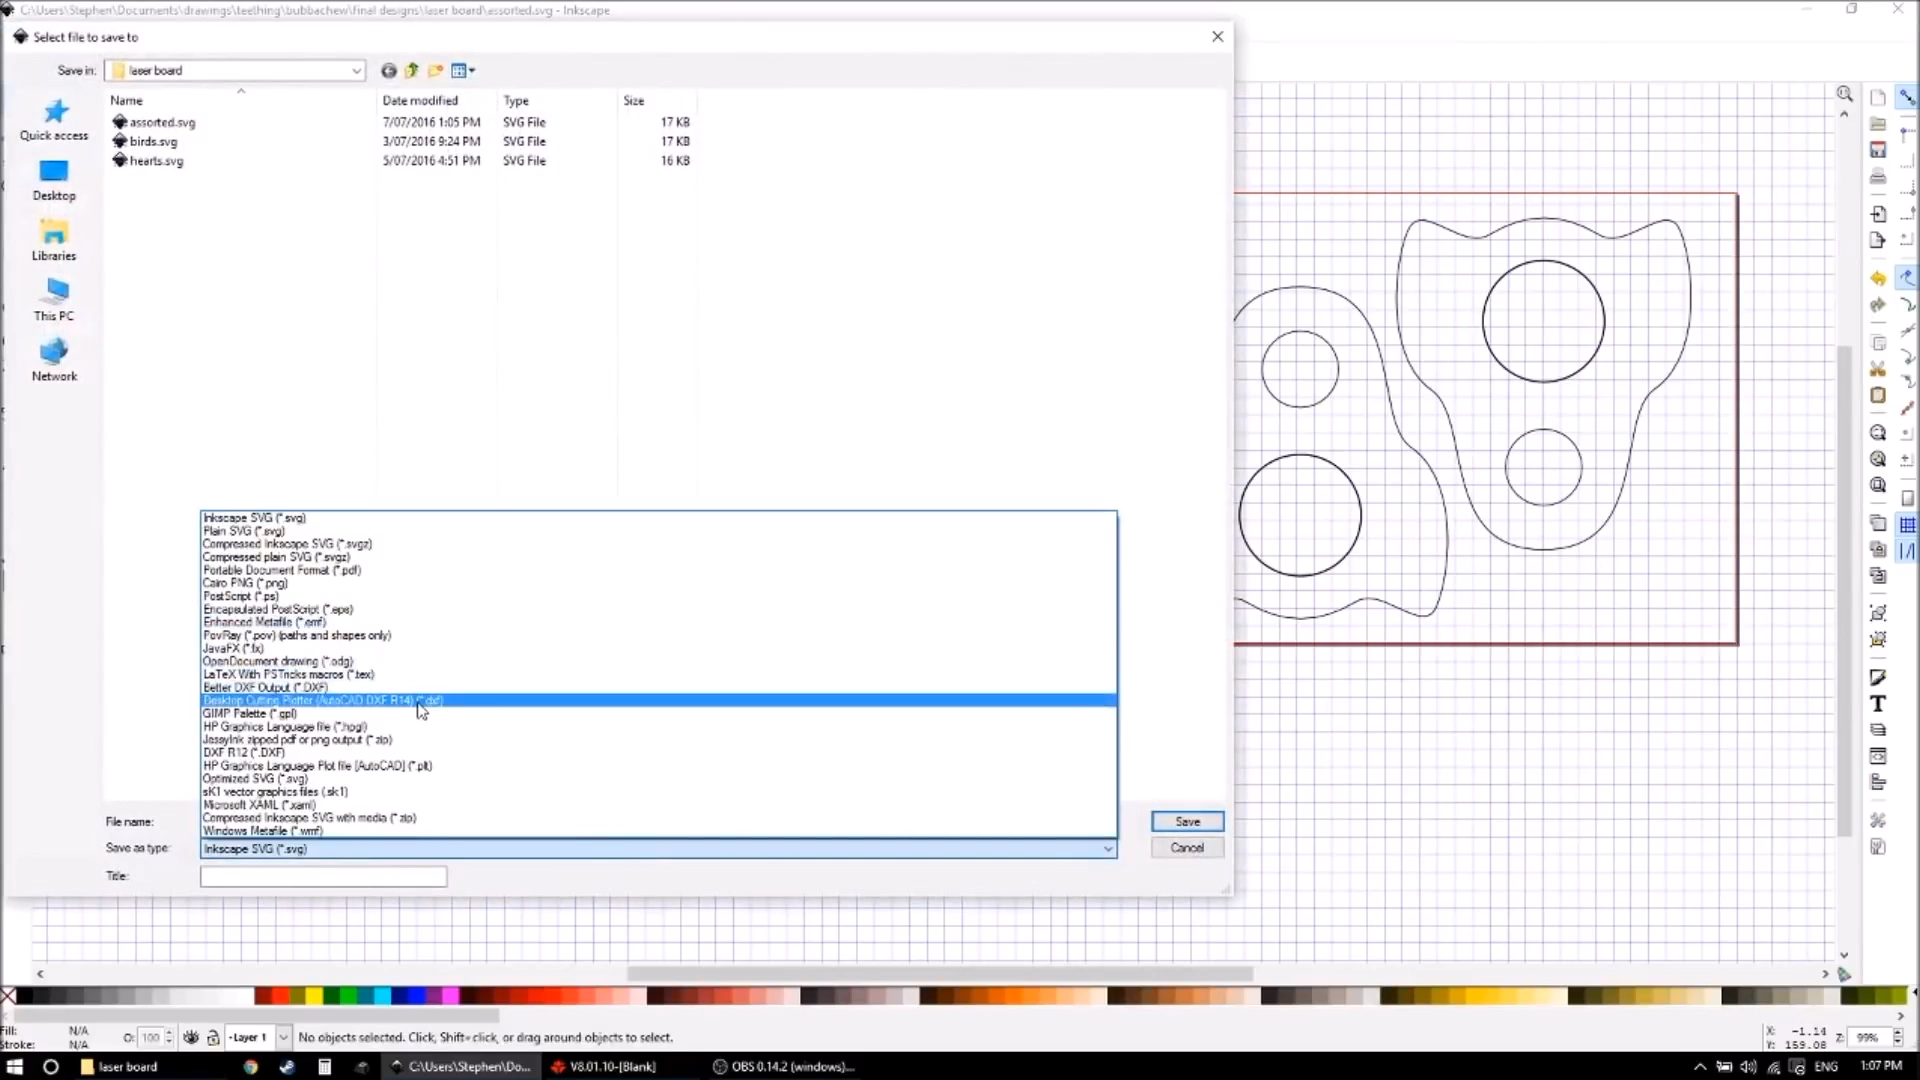 C:\Users\Stephen\Documents\drawings\teething\bubbachew\final designs\laser board\assorted.svg - Inkscape
Select file to save to
Save in: laser board
Name Date modified Type Size
assorted.svg 7/07/2016 1:05 PM SVG File 17 KB
birds.svg 3/07/2016 9:24 PM SVG File 17 KB
hearts.svg 5/07/2016 4:51 PM SVG File 16 KB
Quick access
Desktop
Libraries
This PC
Network
Inkscape SVG (*.svg)
Plain SVG (*.svg)
Compressed Inkscape SVG (*.svgz)
Compressed plain SVG (*.svgz)
Portable Document Format (*.pdf)
Cairo PNG (*.png)
PostScript (*.ps)
Encapsulated PostScript (*.eps)
Enhanced Metafile (*.emf)
PovRay (*.pov) (paths and shapes only)
JavaFX (*.fx)
OpenDocument drawing (*.odg)
LaTeX With PSTricks macros (*.tex)
Better DXF Output (*.DXF)
Desktop Cutting Plotter (AutoCAD DXF R14) (*.dxf)
GIMP Palette (*.gpl)
HP Graphics Language file (*.hpgl)
JessyInk zipped pdf or png output (*.zip)
DXF R12 (*.DXF)
HP Graphics Language Plot file [AutoCAD] (*.plt)
Optimized SVG (*.svg)
sK1 vector graphics files (.sk1)
Microsoft XAML (*.xaml)
Compressed Inkscape SVG with media (*.zip)
Windows Metafile (*.wmf)
File name: Save
Save as type: Inkscape SVG (*.svg) Cancel
Title:
Fill: N/A
Stroke: N/A
O: 100
Layer 1
No objects selected. Click, Shift+click, or drag around objects to select.
X: -1.14
Y: 159.08
Z: 99%
laser board
C:\Users\Stephen\Do...
V8.01.10-[Blank]
OBS 0.14.2 (windows)...
ENG
1:07 PM